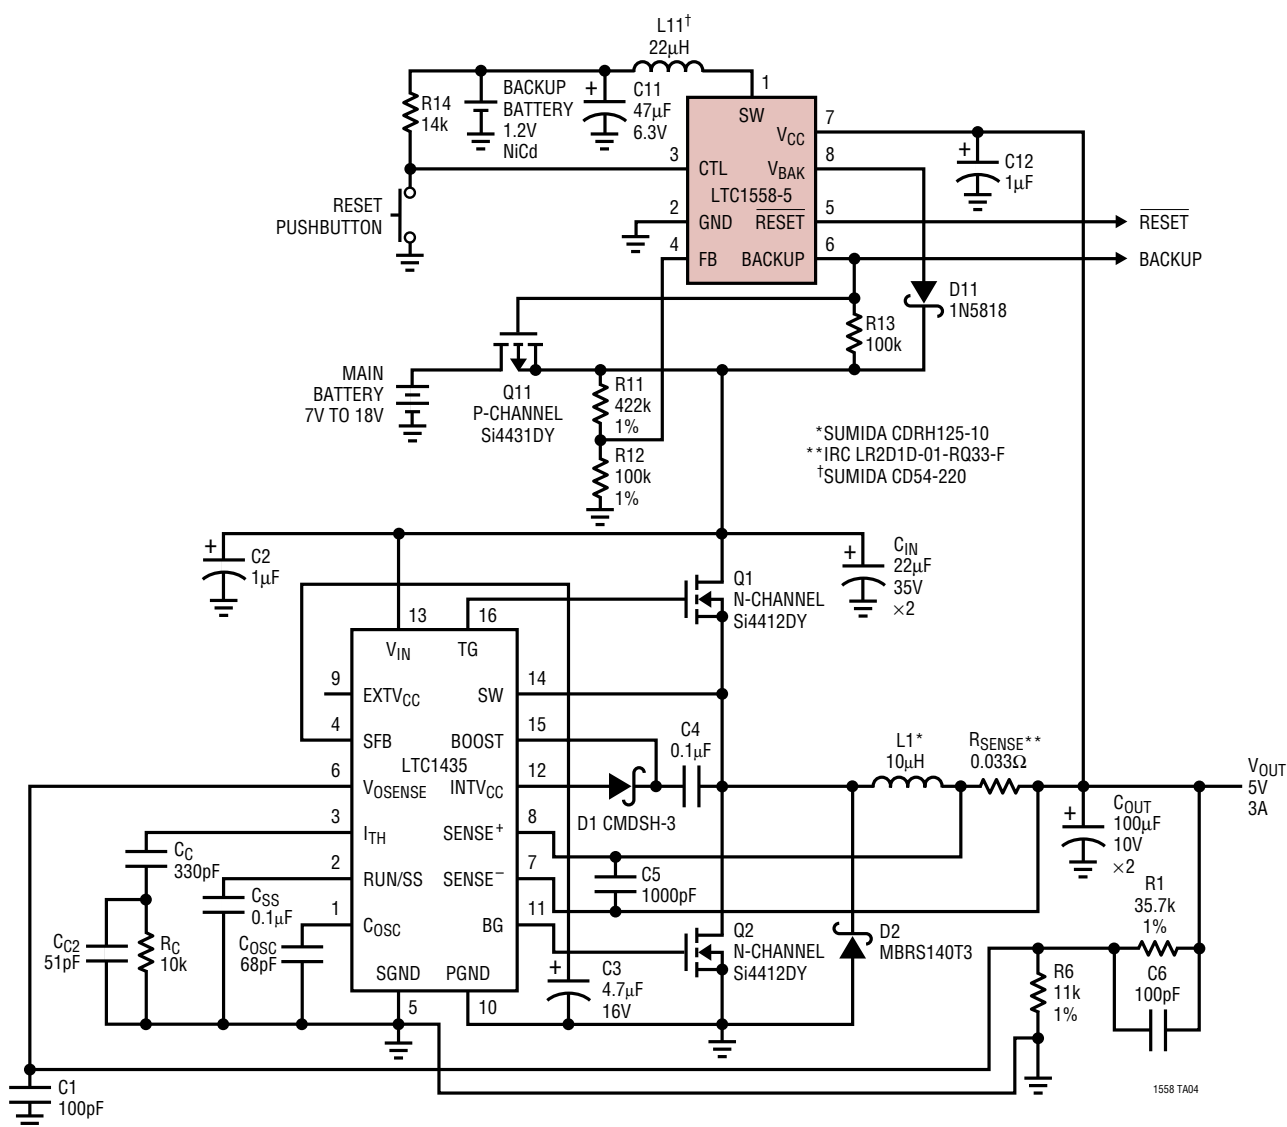 L11†
22µH
1
R14
14k
BACKUP
BATTERY
1.2V
NiCd
+
C11
47µF
6.3V
SW
VCC
7
+
C12
1µF
3
CTL
VBAK
8
LTC1558-5
RESET
PUSHBUTTON
2
GND
RESET
5
RESET
4
FB
BACKUP
6
BACKUP
D11
1N5818
R13
100k
MAIN
BATTERY
7V TO 18V
Q11
P-CHANNEL
Si4431DY
R11
422k
1%
R12
100k
1%
*SUMIDA CDRH125-10
**IRC LR2D1D-01-RQ33-F
†SUMIDA CD54-220
+
C2
1µF
+
CIN
22µF
35V
×2
Q1
N-CHANNEL
Si4412DY
13
16
VIN
TG
9
EXTVCC
SW
14
4
SFB
BOOST
15
LTC1435
6
VOSENSE
INTVCC
12
3
ITH
SENSE+
8
2
RUN/SS
SENSE−
7
1
COSC
BG
11
SGND
PGND
5
10
C4
0.1µF
D1 CMDSH-3
L1*
10µH
RSENSE**
0.033Ω
VOUT
5V
3A
+
COUT
100µF
10V
×2
C5
1000pF
CC
330pF
CSS
0.1µF
CC2
51pF
RC
10k
COSC
68pF
+
C3
4.7µF
16V
Q2
N-CHANNEL
Si4412DY
D2
MBRS140T3
R1
35.7k
1%
R6
11k
1%
C6
100pF
C1
100pF
1558 TA04